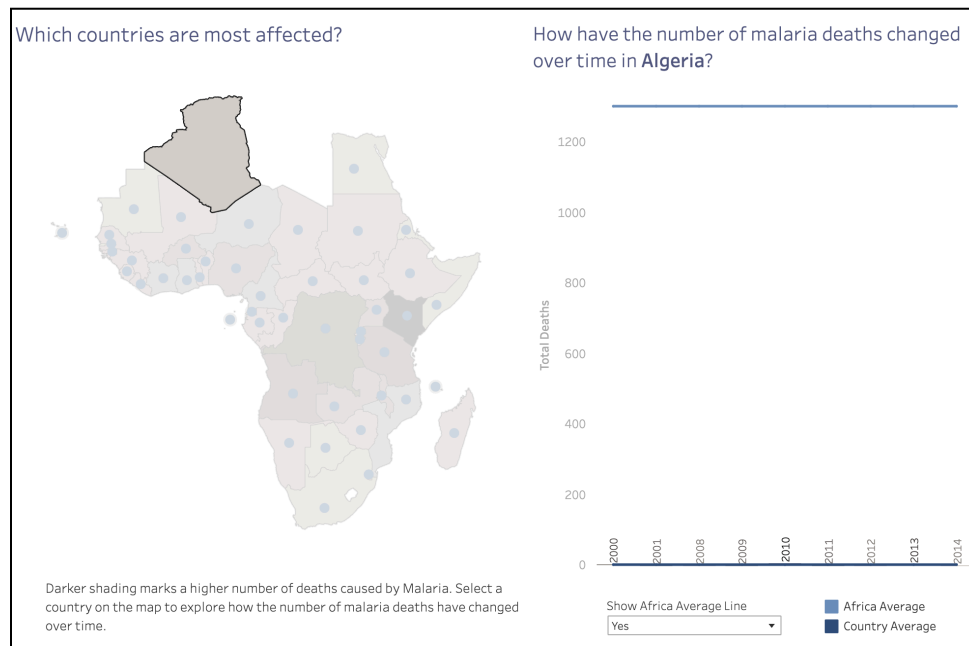 Which countries are most affected?
How have the number of malaria deaths changed
over time in Algeria?
1200
1000
800
600
400
200
0
Total Deaths
2000
2001
2008
2009
2010
2011
2012
2013
2014
Darker shading marks a higher number of deaths caused by Malaria. Select a
country on the map to explore how the number of malaria deaths have changed
over time.
Show Africa Average Line
Yes
Africa Average
Country Average